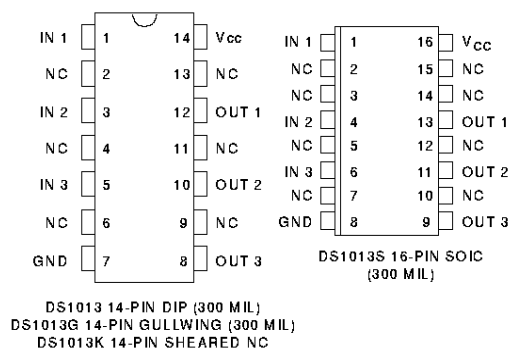 IN 1 1 14 Vcc
NC 2 13 NC
IN 2 3 12 OUT 1
NC 4 11 NC
IN 3 5 10 OUT 2
NC 6 9 NC
GND 7 8 OUT 3
DS1013 14-PIN DIP (300 MIL)
DS1013G 14-PIN GULLWING (300 MIL)
DS1013K 14-PIN SHEARED NC
IN 1 1 16 VCC
NC 2 15 NC
NC 3 14 NC
IN 2 4 13 OUT 1
NC 5 12 NC
IN 3 6 11 OUT 2
NC 7 10 NC
GND 8 9 OUT 3
DS1013S 16-PIN SOIC
(300 MIL)